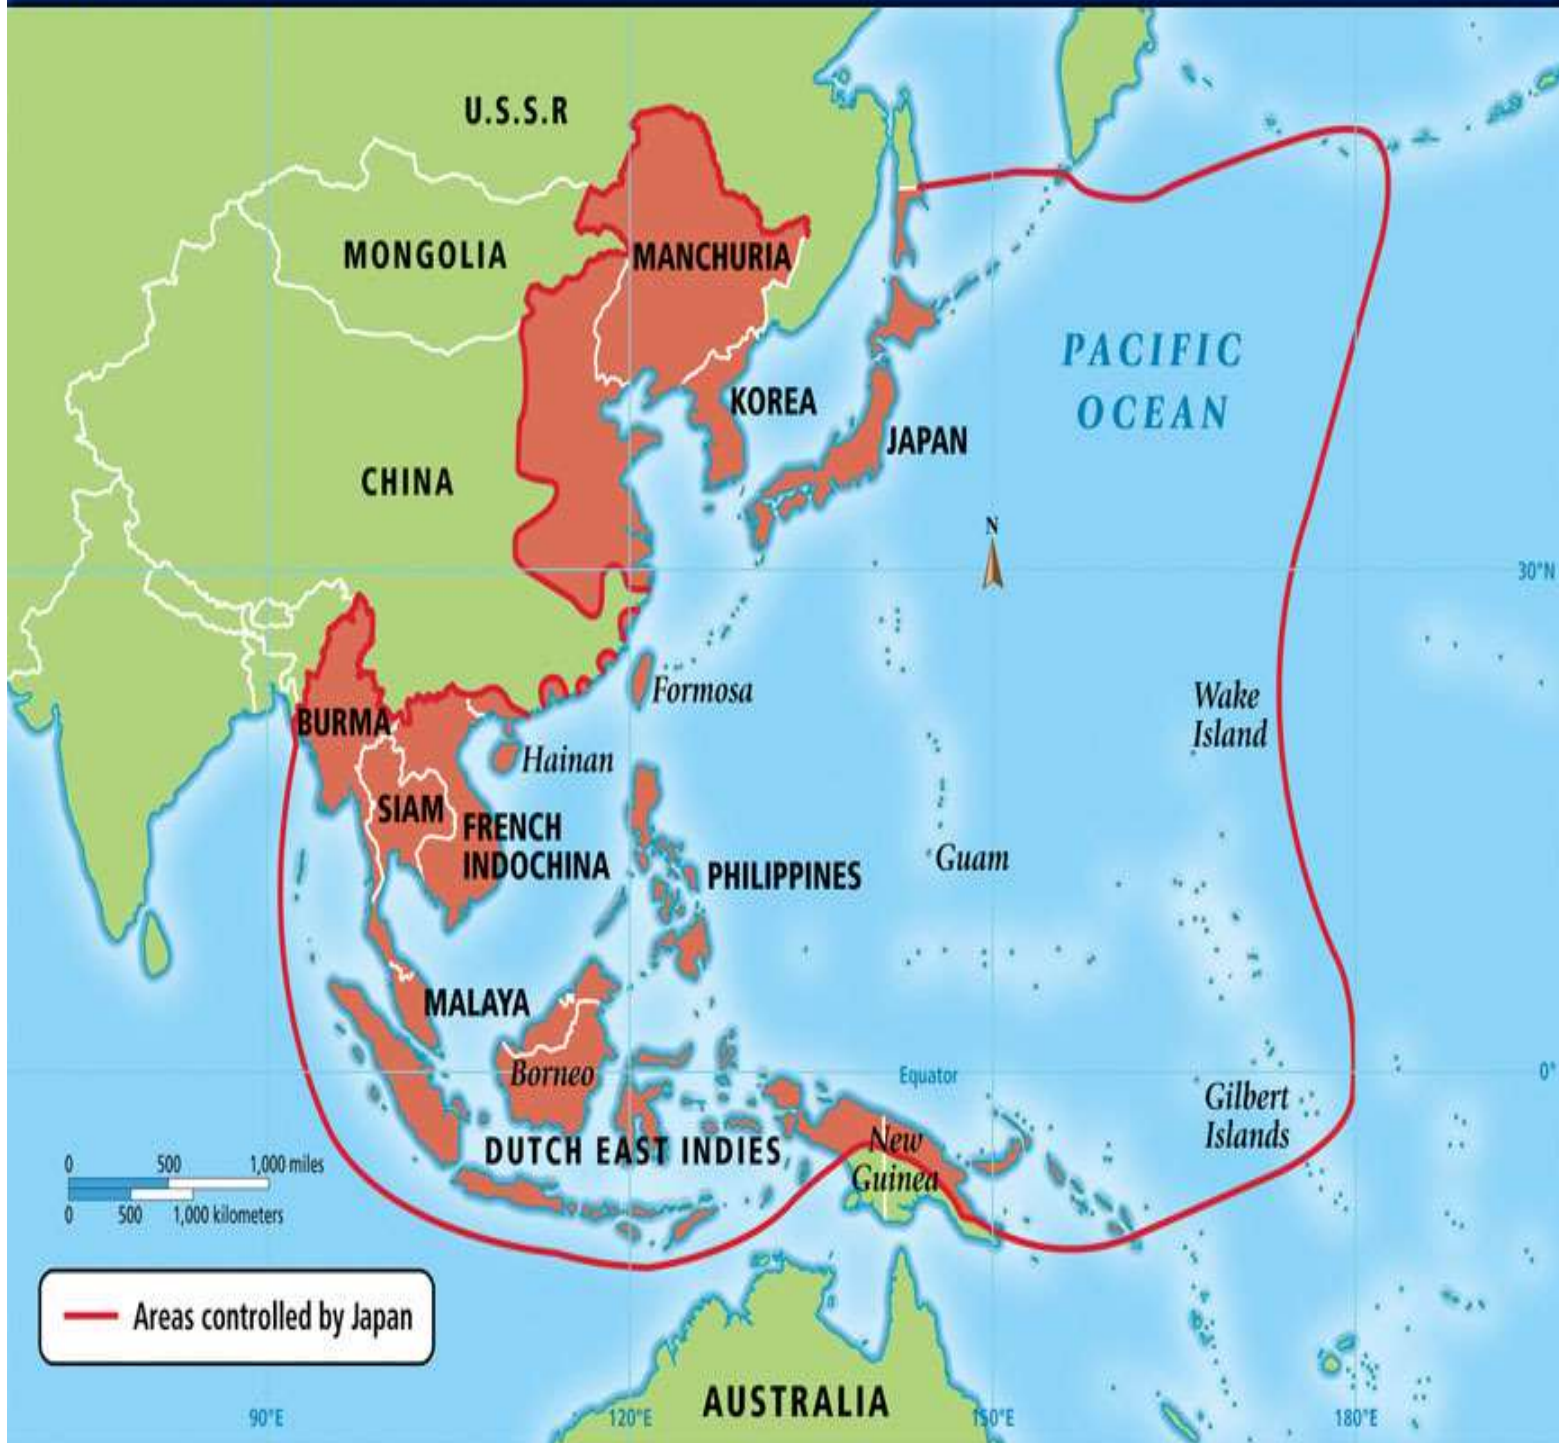 U.S.S.R
MONGOLIA
MANCHURIA
PACIFIC
OCEAN
KOREA
JAPAN
CHINA
N
30°N
Formosa
Wake
Island
BURMA
Hainan
SIAM
FRENCH
INDOCHINA
Guam
PHILIPPINES
MALAYA
Borneo
Equator
0°
Gilbert
Islands
New
Guinea
DUTCH EAST INDIES
0 500 1,000 miles
0 500 1,000 kilometers
Areas controlled by Japan
AUSTRALIA
90°E 120°E 150°E 180°E